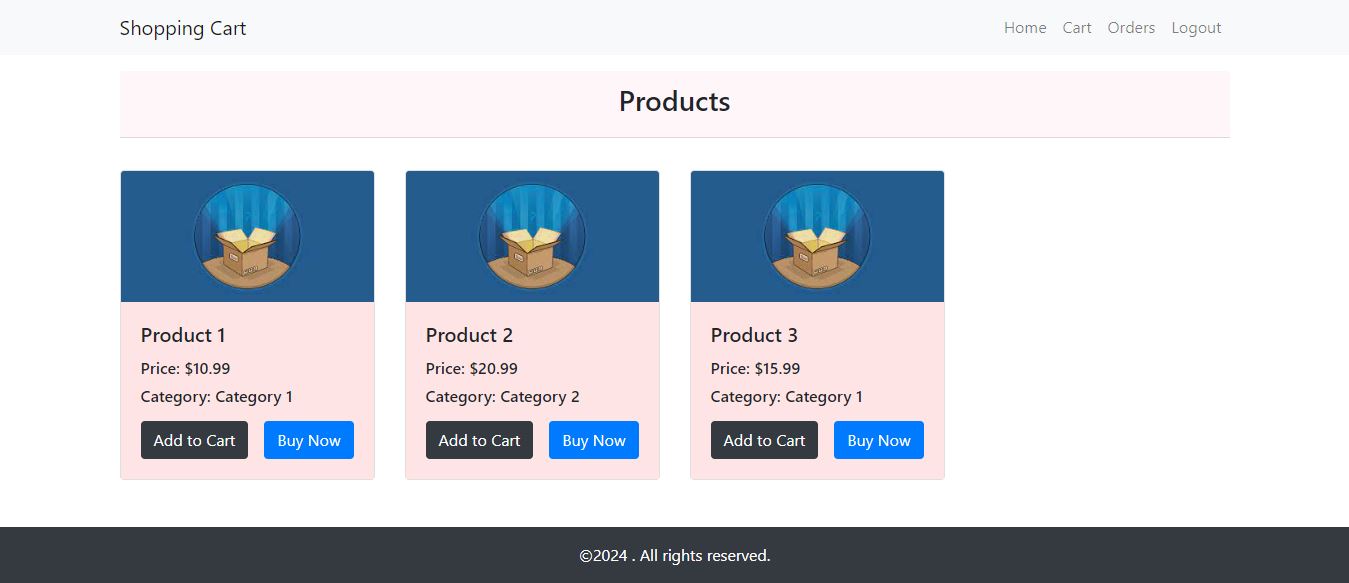 Shopping Cart
Home Cart Orders Logout
Products
Product 1
Price: $10.99
Category: Category 1
Add to Cart Buy Now
Product 2
Price: $20.99
Category: Category 2
Add to Cart Buy Now
Product 3
Price: $15.99
Category: Category 1
Add to Cart Buy Now
©2024 . All rights reserved.